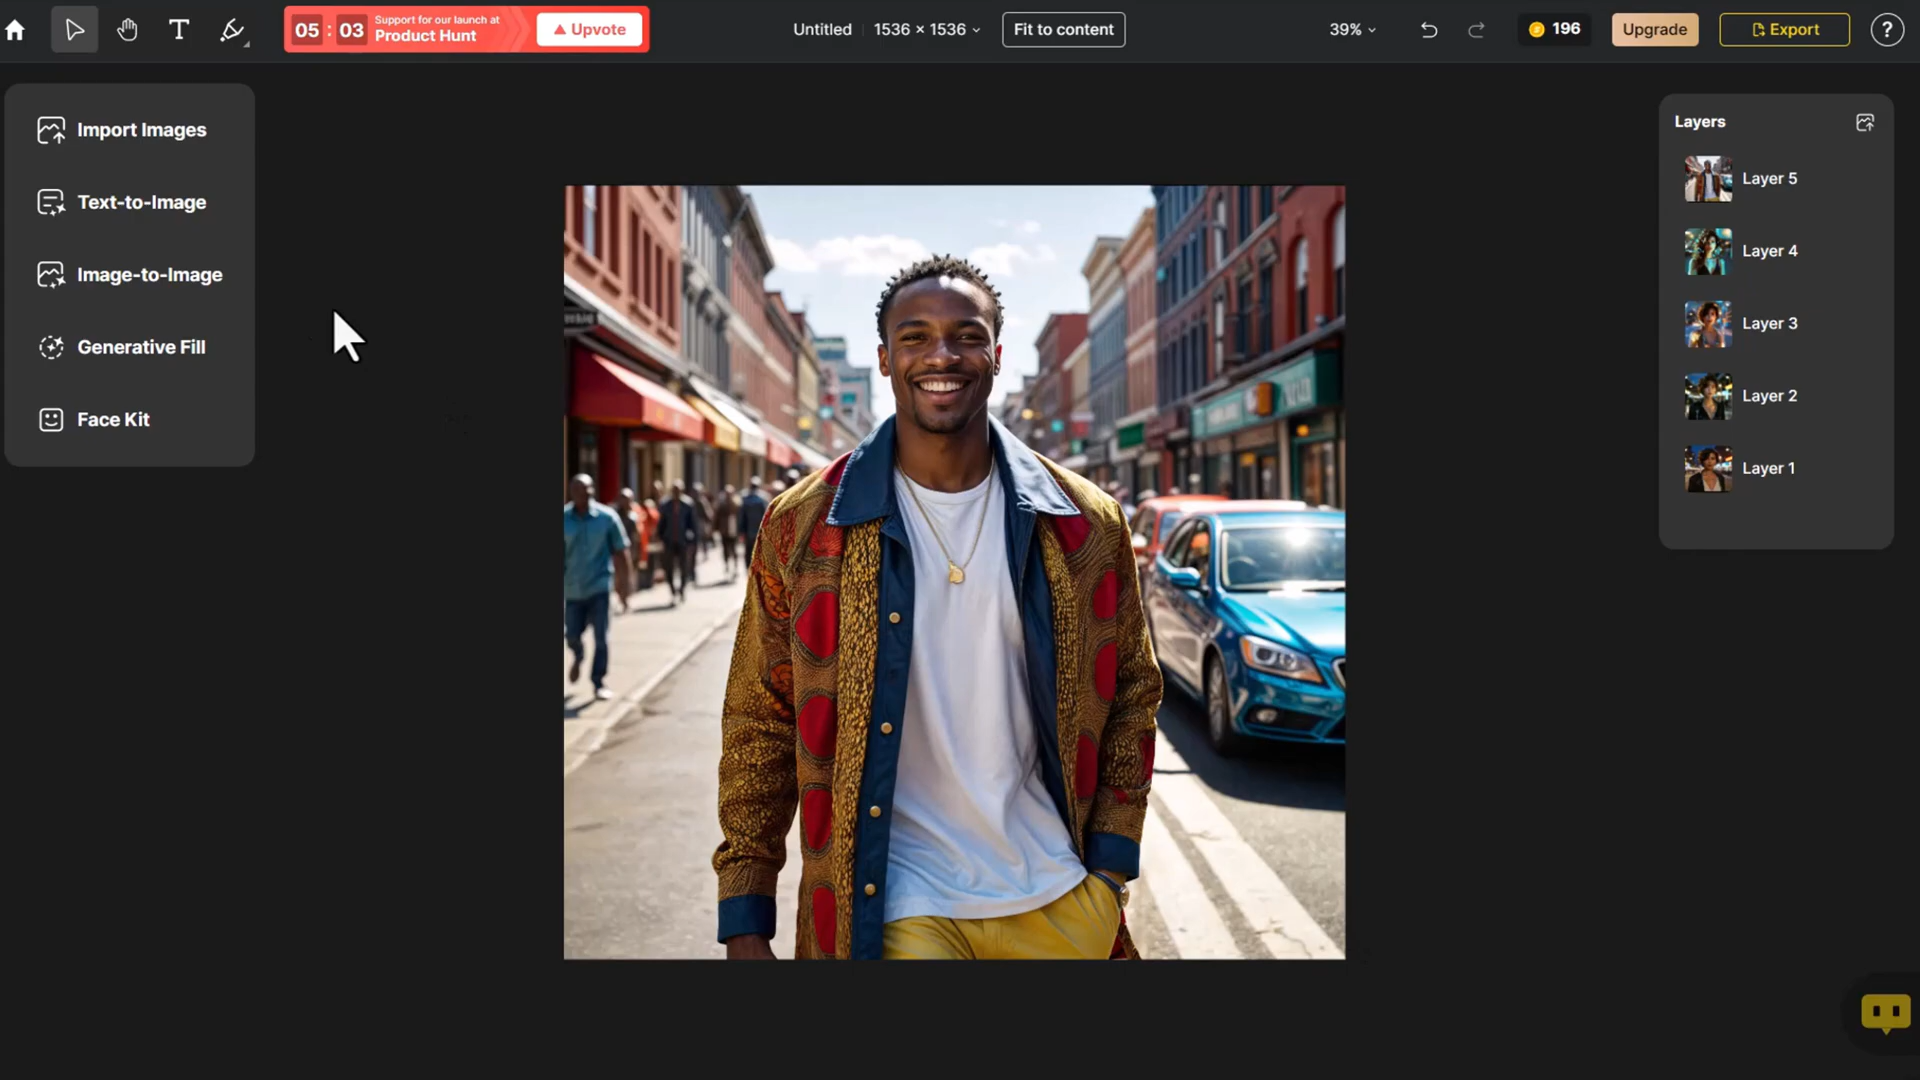 05 : 03
Support for our launch at
Product Hunt
Upvote
Untitled
1536 × 1536
Fit to content
39%
196
Upgrade
Export
?
Import Images
Text-to-Image
Image-to-Image
Generative Fill
Face Kit
Layers
Layer 5
Layer 4
Layer 3
Layer 2
Layer 1